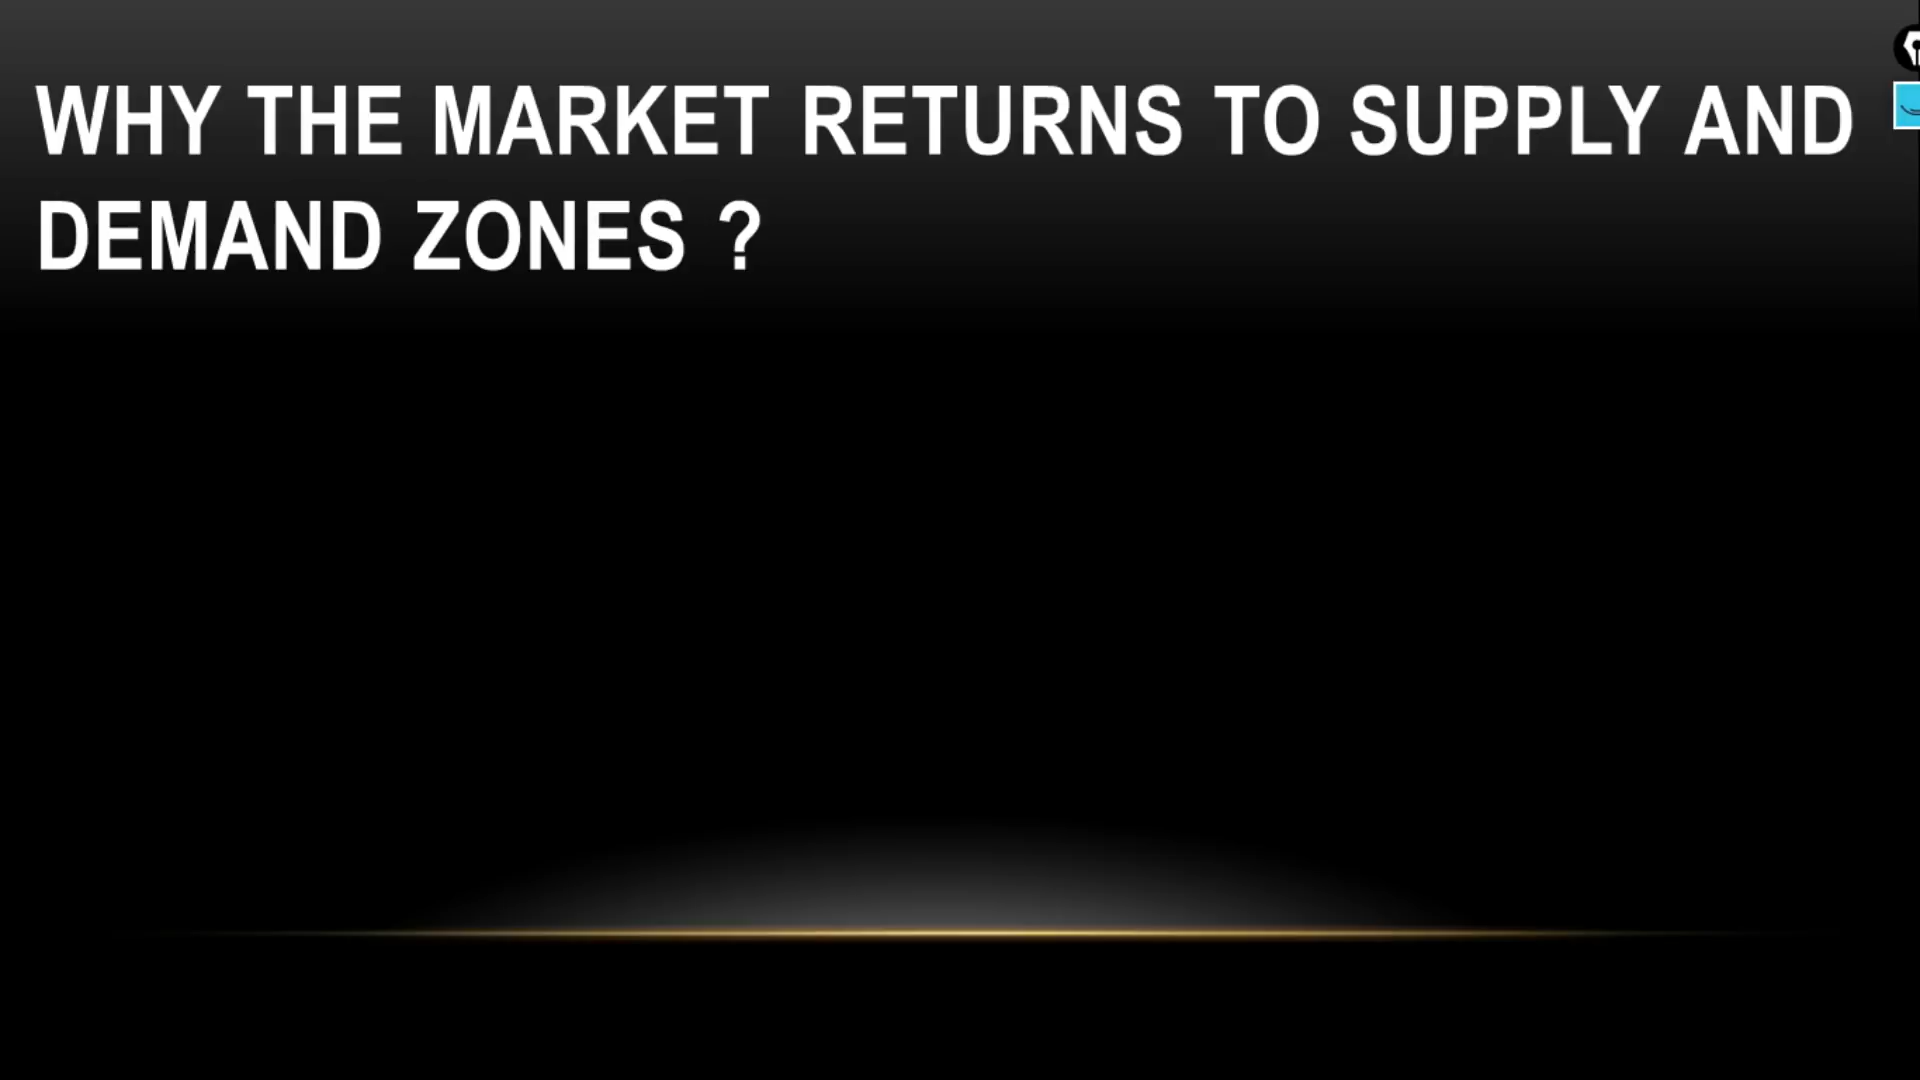 WHY THE MARKET RETURNS TO SUPPLY AND
DEMAND ZONES ?